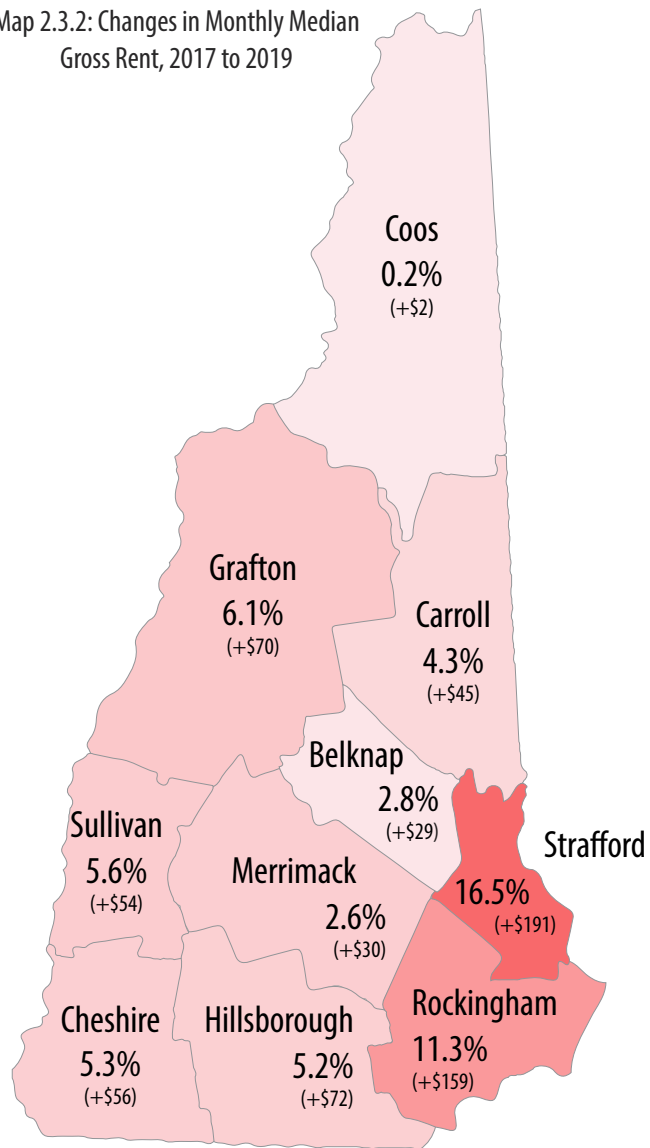 Map 2.3.2: Changes in Monthly Median
Gross Rent, 2017 to 2019
Coos
0.2%
(+$2)
Grafton
6.1%
(+$70)
Carroll
4.3%
(+$45)
Belknap
2.8%
(+$29)
Sullivan
5.6%
(+$54)
Merrimack
2.6%
(+$30)
Strafford
16.5%
(+$191)
Cheshire
5.3%
(+$56)
Hillsborough
5.2%
(+$72)
Rockingham
11.3%
(+$159)